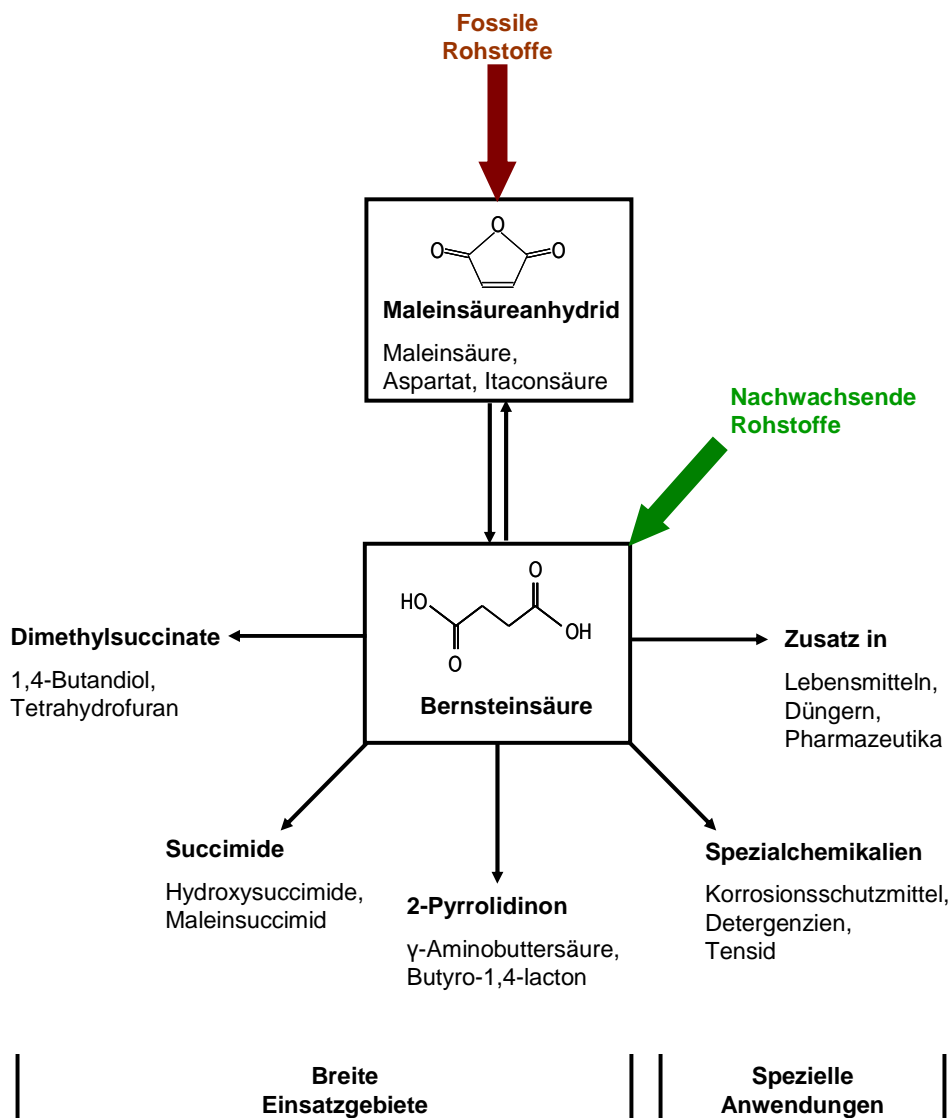 Fossile
Rohstoffe
O
O
O
Maleinsäureanhydrid
Maleinsäure,
Aspartat, Itaconsäure
Nachwachsende
Rohstoffe
O
HO
OH
O
Bernsteinsäure
Dimethylsuccinate
1,4-Butandiol,
Tetrahydrofuran
Zusatz in
Lebensmitteln,
Düngern,
Pharmazeutika
Succimide
Hydroxysuccimide,
Maleinsuccimid
2-Pyrrolidinon
γ-Aminobuttersäure,
Butyro-1,4-lacton
Spezialchemikalien
Korrosionsschutzmittel,
Detergenzien,
Tensid
Breite
Einsatzgebiete
Spezielle
Anwendungen